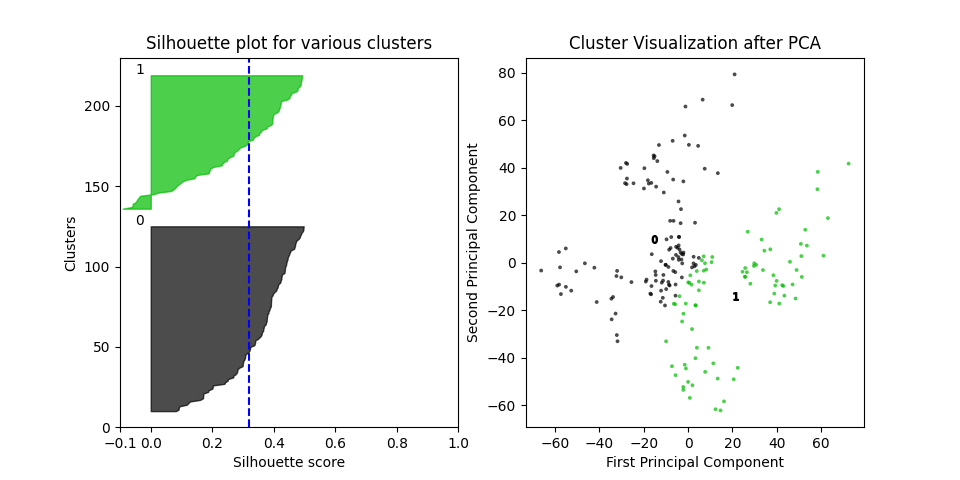 Silhouette plot for various clusters
Clusters
200
150
100
50
0
1
0
−0.1 0.0 0.2 0.4 0.6 0.8 1.0
Silhouette score
Cluster Visualization after PCA
Second Principal Component
80
60
40
20
0
−20
−40
−60
0
1
−60 −40 −20 0 20 40 60
First Principal Component